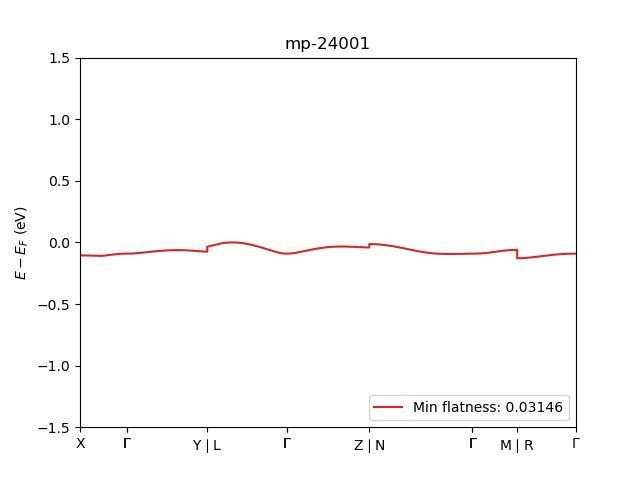 mp-24001
1.5
1.0
0.5
0.0
−0.5
−1.0
−1.5
E − E_F (eV)
Min flatness: 0.03146
X Γ Y | L Γ Z | N Γ M | R Γ